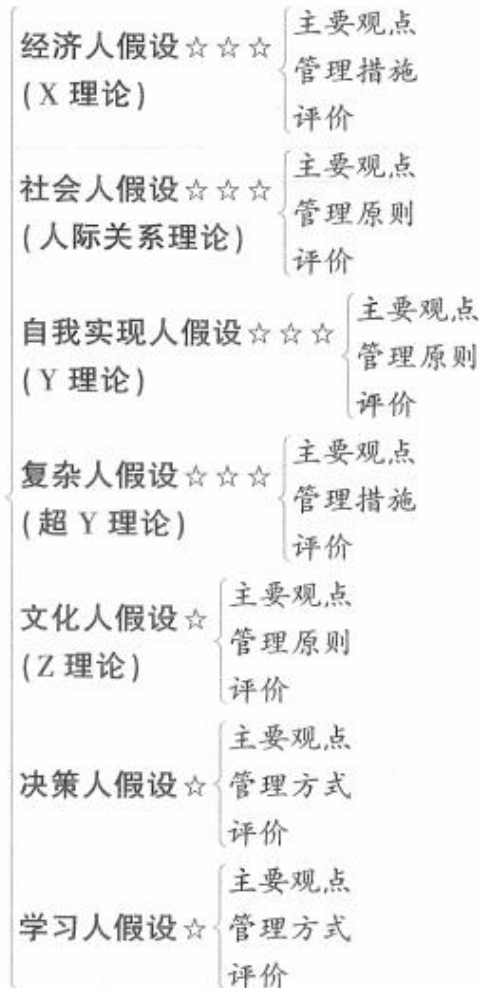 经济人假设☆☆☆
(X 理论)
主要观点
管理措施
评价
社会人假设☆☆☆
(人际关系理论)
主要观点
管理原则
评价
自我实现人假设☆☆☆
(Y 理论)
主要观点
管理原则
评价
复杂人假设☆☆☆
(超 Y 理论)
主要观点
管理措施
评价
文化人假设☆
(Z 理论)
主要观点
管理原则
评价
决策人假设☆
主要观点
管理方式
评价
学习人假设☆
主要观点
管理方式
评价